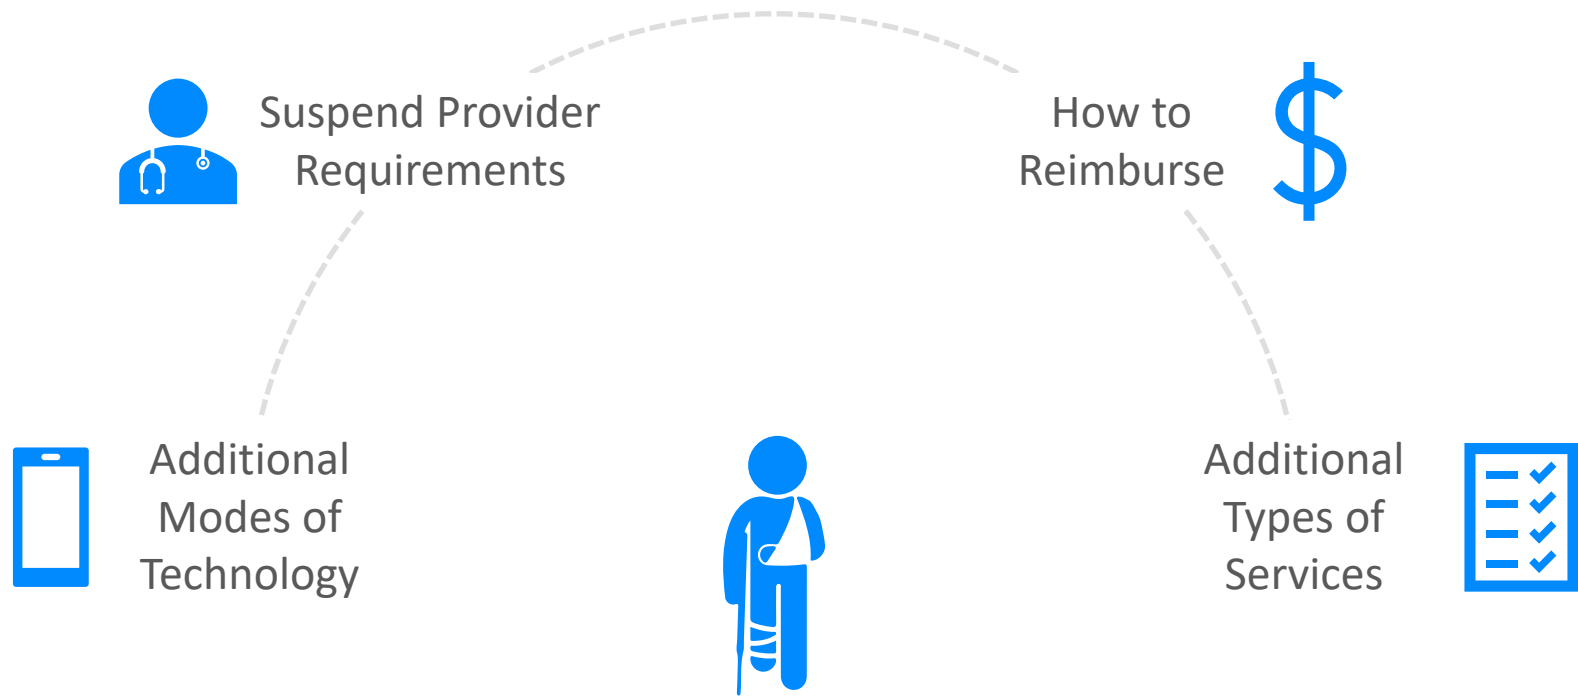 Suspend Provider
Requirements
How to
Reimburse
Additional
Modes of
Technology
Additional
Types of
Services